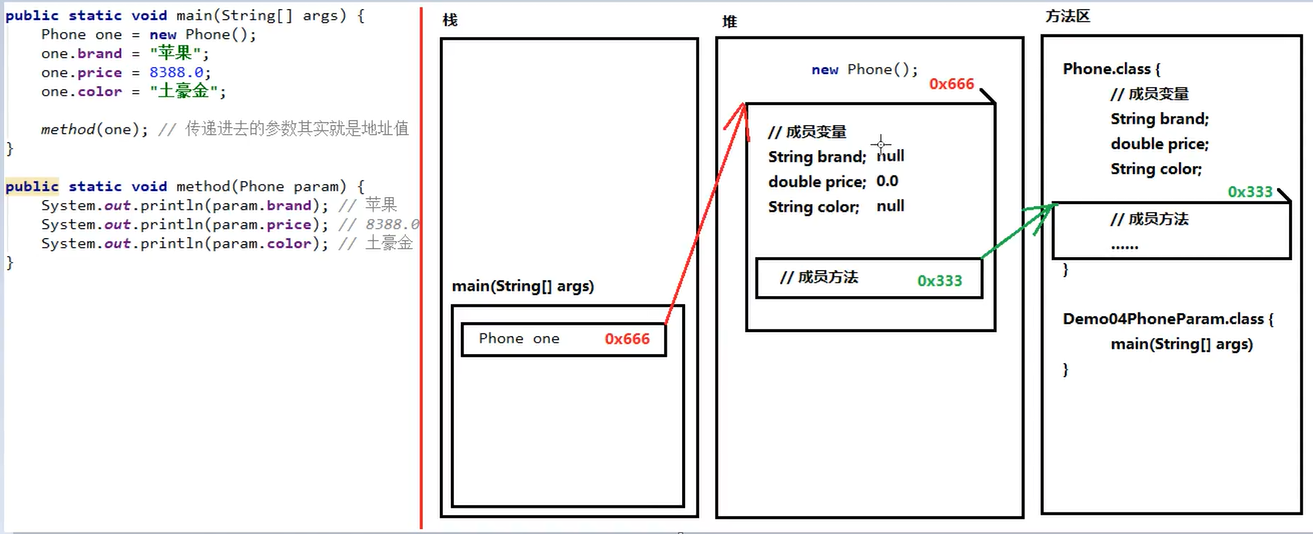 public static void main(String[] args) {
Phone one = new Phone();
one.brand = "苹果";
one.price = 8388.0;
one.color = "土豪金";
method(one); // 传递进去的参数其实就是地址值
}
public static void method(Phone param) {
System.out.println(param.brand); // 苹果
System.out.println(param.price); // 8388.0
System.out.println(param.color); // 土豪金
}
栈
main(String[] args)
Phone one 0x666
堆
new Phone();
0x666
// 成员变量
String brand; null
double price; 0.0
String color; null
// 成员方法 0x333
方法区
Phone.class {
// 成员变量
String brand;
double price;
String color;
0x333
// 成员方法
......
}
Demo04PhoneParam.class {
main(String[] args)
}